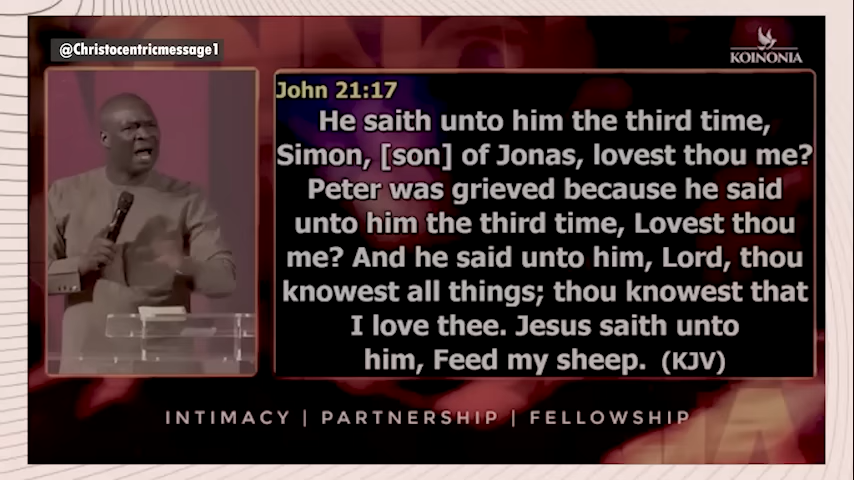 @Christocentricmessage1
KOINONIA
John 21:17
He saith unto him the third time,
Simon, [son] of Jonas, lovest thou me?
Peter was grieved because he said
unto him the third time, Lovest thou
me? And he said unto him, Lord, thou
knowest all things; thou knowest that
I love thee. Jesus saith unto
him, Feed my sheep. (KJV)
INTIMACY | PARTNERSHIP | FELLOWSHIP